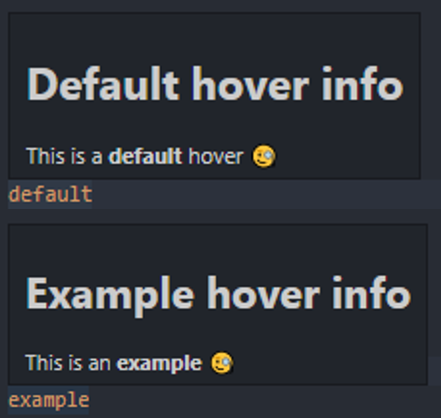 Default hover info
This is a default hover 🧐
default
Example hover info
This is an example 🧐
example